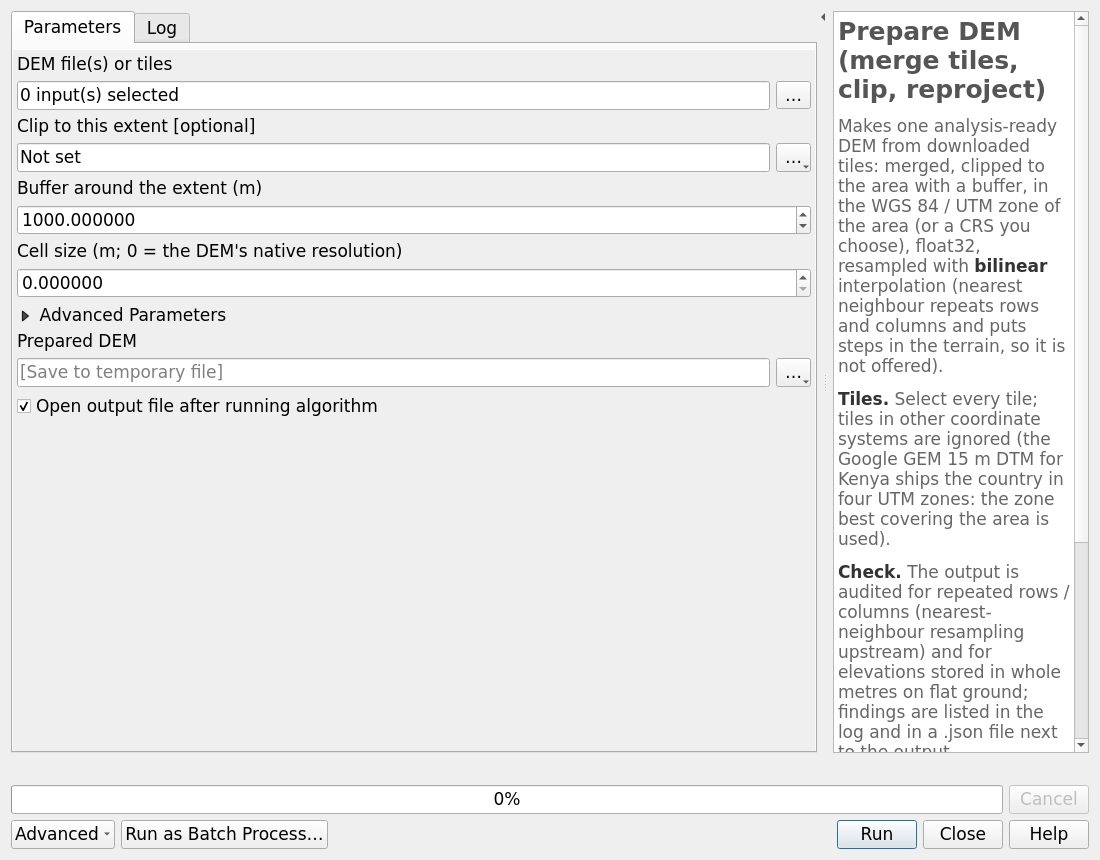 Parameters
Log
DEM file(s) or tiles
0 input(s) selected
...
Clip to this extent [optional]
Not set
...
Buffer around the extent (m)
1000.000000
Cell size (m; 0 = the DEM's native resolution)
0.000000
Advanced Parameters
Prepared DEM
[Save to temporary file]
...
Open output file after running algorithm
Prepare DEM
(merge tiles,
clip, reproject)
Makes one analysis-ready
DEM from downloaded
tiles: merged, clipped to
the area with a buffer, in
the WGS 84 / UTM zone of
the area (or a CRS you
choose), float32,
resampled with bilinear
interpolation (nearest
neighbour repeats rows
and columns and puts
steps in the terrain, so it is
not offered).
Tiles. Select every tile;
tiles in other coordinate
systems are ignored (the
Google GEM 15 m DTM for
Kenya ships the country in
four UTM zones: the zone
best covering the area is
used).
Check. The output is
audited for repeated rows /
columns (nearest-
neighbour resampling
upstream) and for
elevations stored in whole
metres on flat ground;
findings are listed in the
log and in a .json file next
to the output.
0%
Cancel
Advanced
Run as Batch Process...
Run
Close
Help